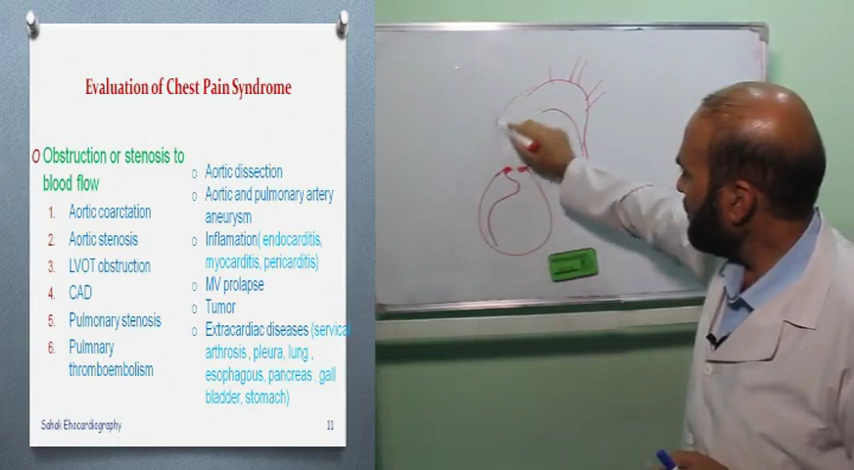 Evaluation of Chest Pain Syndrome
O Obstruction or stenosis to
blood flow
1. Aortic coarctation
2. Aortic stenosis
3. LVOT obstruction
4. CAD
5. Pulmonary stenosis
6. Pulmnary
thromboembolism
o Aortic dissection
o Aortic and pulmonary artery
aneurysm
o Inflamation( endocarditis,
myocarditis, pericarditis)
o MV prolapse
o Tumor
o Extracardiac diseases (servical
arthrosis , pleura, lung ,
esophagous, pancreas , gall
bladder, stomach)
Sahak Ehocardiography
11